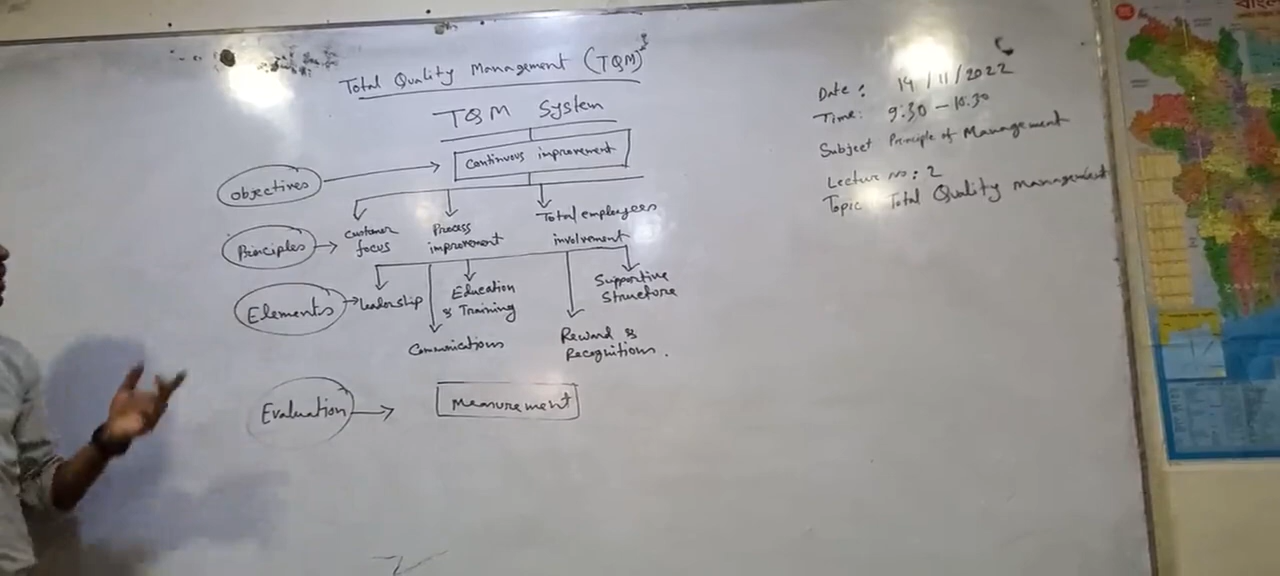 Total Quality Management (TQM):
TQM System
Continuous improvement
Objectives
Principles
Customer
focus
Process
improvement
Total employees
involvement
Elements
Leadership
Education
& Training
Supportive
Structure
Communications
Reward &
Recognitions.
Evaluation
Measurement
Date: 14/11/2022
Time: 9:30 – 10.30
Subject Principle of Management
Lecture no: 2
Topic: Total Quality management